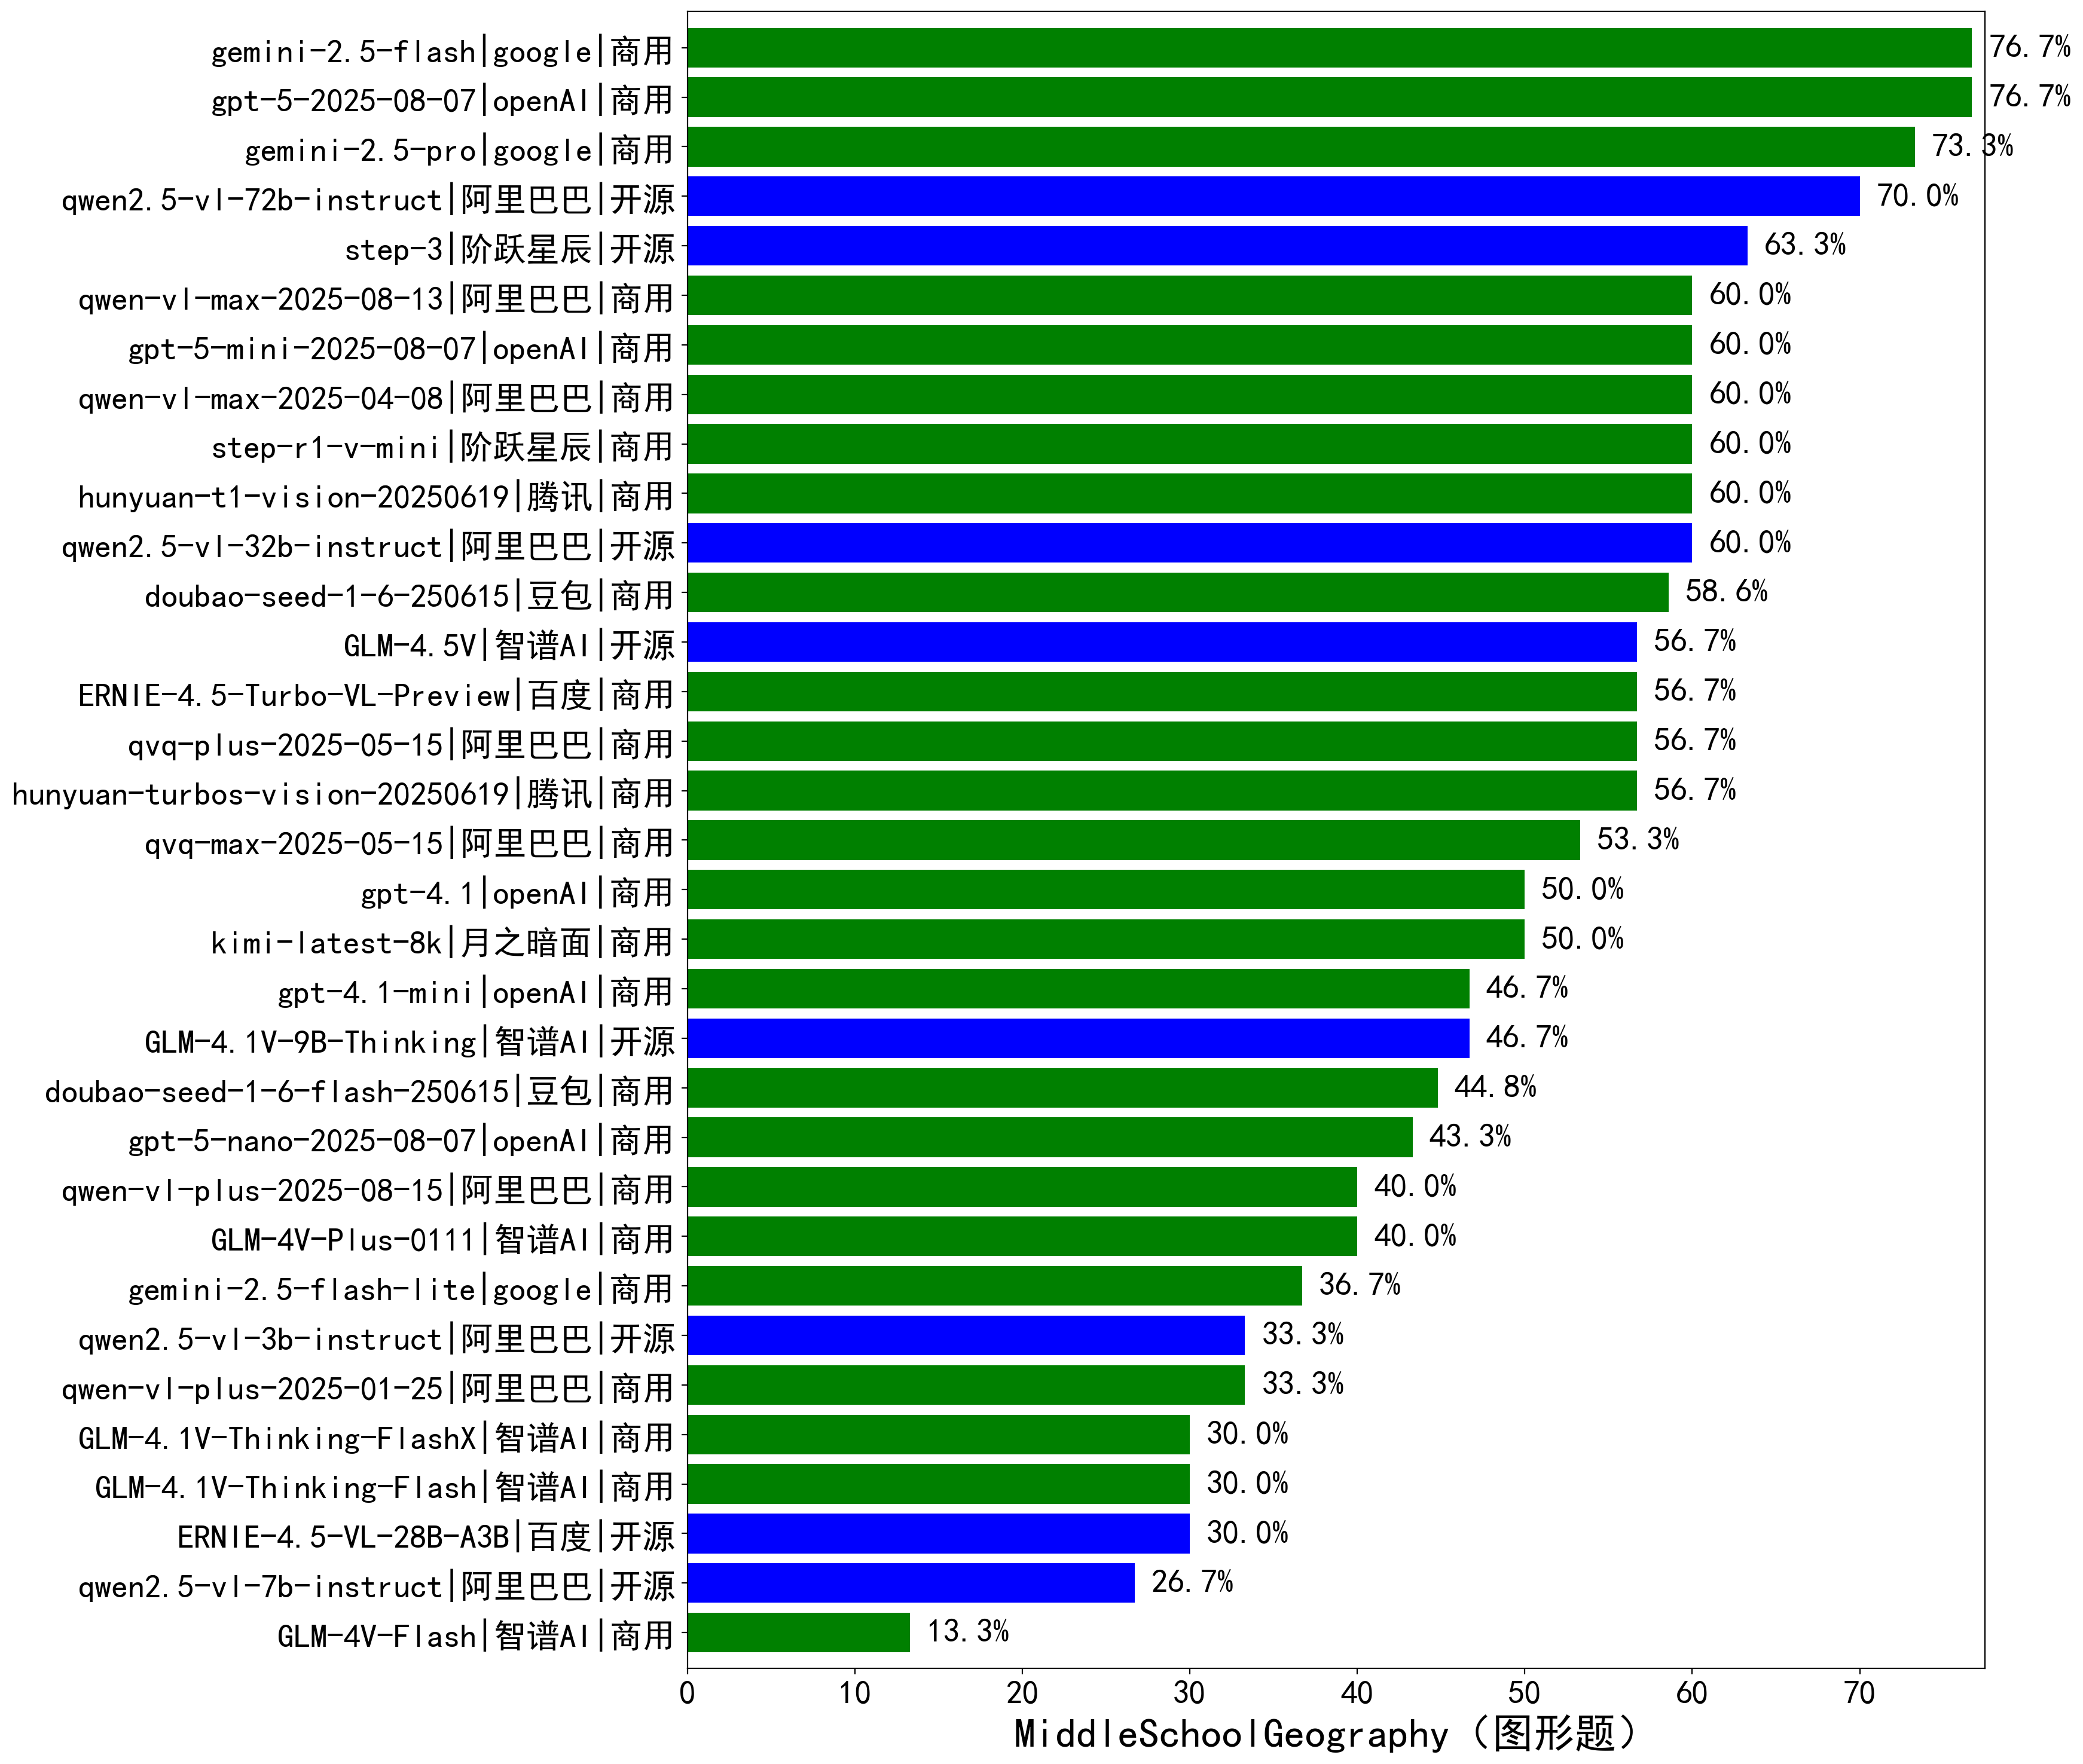 gemini-2.5-flash|google|商用 76.7%
gpt-5-2025-08-07|openAI|商用 76.7%
gemini-2.5-pro|google|商用 73.3%
qwen2.5-vl-72b-instruct|阿里巴巴|开源 70.0%
step-3|阶跃星辰|开源 63.3%
qwen-vl-max-2025-08-13|阿里巴巴|商用 60.0%
gpt-5-mini-2025-08-07|openAI|商用 60.0%
qwen-vl-max-2025-04-08|阿里巴巴|商用 60.0%
step-r1-v-mini|阶跃星辰|商用 60.0%
hunyuan-t1-vision-20250619|腾讯|商用 60.0%
qwen2.5-vl-32b-instruct|阿里巴巴|开源 60.0%
doubao-seed-1-6-250615|豆包|商用 58.6%
GLM-4.5V|智谱AI|开源 56.7%
ERNIE-4.5-Turbo-VL-Preview|百度|商用 56.7%
qvq-plus-2025-05-15|阿里巴巴|商用 56.7%
hunyuan-turbos-vision-20250619|腾讯|商用 56.7%
qvq-max-2025-05-15|阿里巴巴|商用 53.3%
gpt-4.1|openAI|商用 50.0%
kimi-latest-8k|月之暗面|商用 50.0%
gpt-4.1-mini|openAI|商用 46.7%
GLM-4.1V-9B-Thinking|智谱AI|开源 46.7%
doubao-seed-1-6-flash-250615|豆包|商用 44.8%
gpt-5-nano-2025-08-07|openAI|商用 43.3%
qwen-vl-plus-2025-08-15|阿里巴巴|商用 40.0%
GLM-4V-Plus-0111|智谱AI|商用 40.0%
gemini-2.5-flash-lite|google|商用 36.7%
qwen2.5-vl-3b-instruct|阿里巴巴|开源 33.3%
qwen-vl-plus-2025-01-25|阿里巴巴|商用 33.3%
GLM-4.1V-Thinking-FlashX|智谱AI|商用 30.0%
GLM-4.1V-Thinking-Flash|智谱AI|商用 30.0%
ERNIE-4.5-VL-28B-A3B|百度|开源 30.0%
qwen2.5-vl-7b-instruct|阿里巴巴|开源 26.7%
GLM-4V-Flash|智谱AI|商用 13.3%
0 10 20 30 40 50 60 70
MiddleSchoolGeography（图形题）